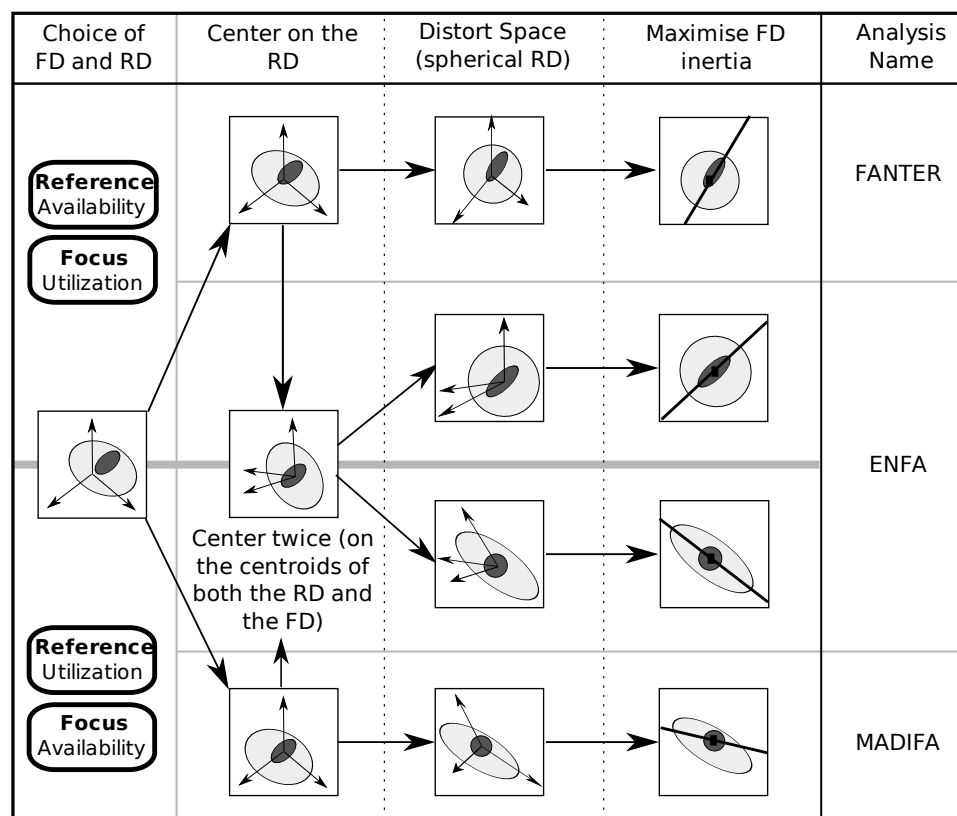 Choice of
FD and RD
Center on the
RD
Distort Space
(spherical RD)
Maximise FD
inertia
Analysis
Name
Reference
Availability
Focus
Utilization
FANTER
ENFA
Center twice (on
the centroids of
both the RD and
the FD)
Reference
Utilization
Focus
Availability
MADIFA